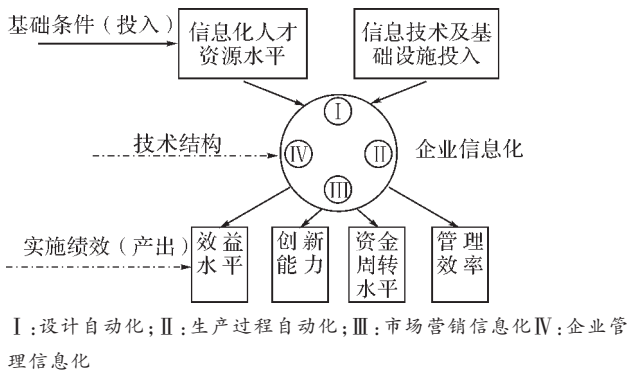 基础条件（投入）
信息化人才
资源水平
信息技术及基
础设施投入
Ⅰ
技术结构
Ⅳ
Ⅱ
企业信息化
Ⅲ
实施绩效（产出）
效益
水平
创新
能力
资金
周转
水平
管理
效率
Ⅰ:设计自动化;Ⅱ:生产过程自动化;Ⅲ:市场营销信息化Ⅳ:企业管
理信息化